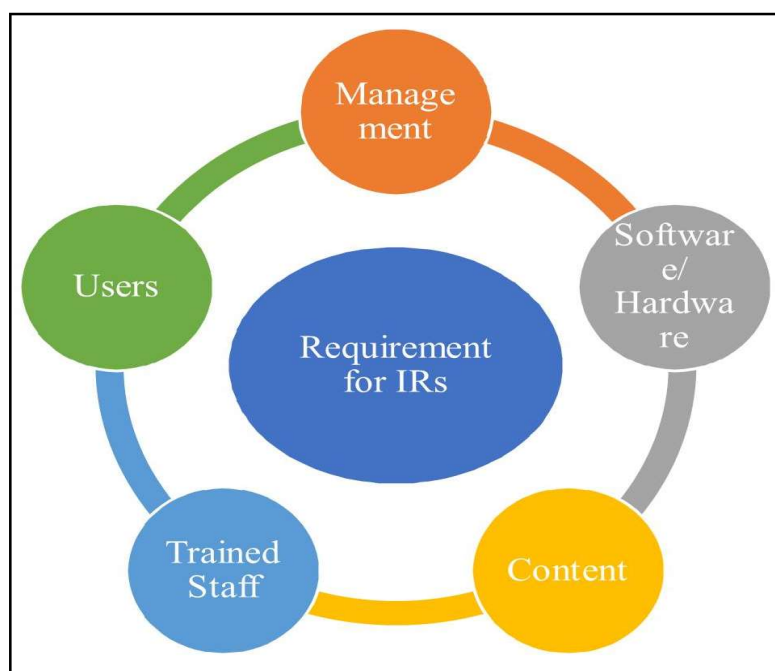 Manage
ment
Softwar
e/
Hardwa
re
Users
Requirement
for IRs
Trained
Staff
Content